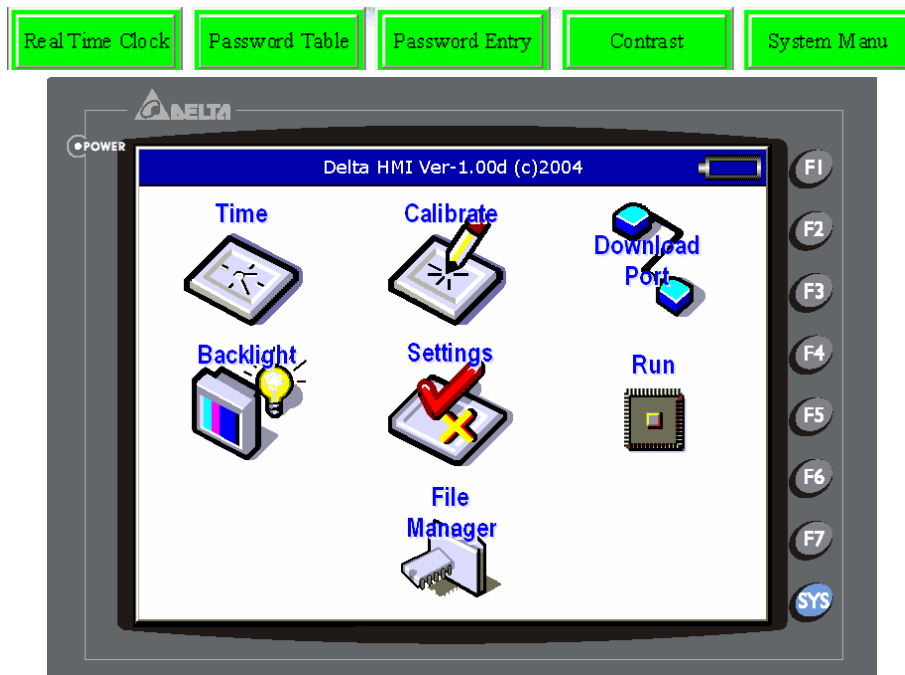 Real Time Clock
Password Table
Password Entry
Contrast
System Manu
DELTA
POWER
Delta HMI Ver-1.00d (c)2004
F1
Time
Calibrate
Download
Port
F2
F3
Backlight
Settings
Run
F4
F5
F6
File
Manager
F7
SYS